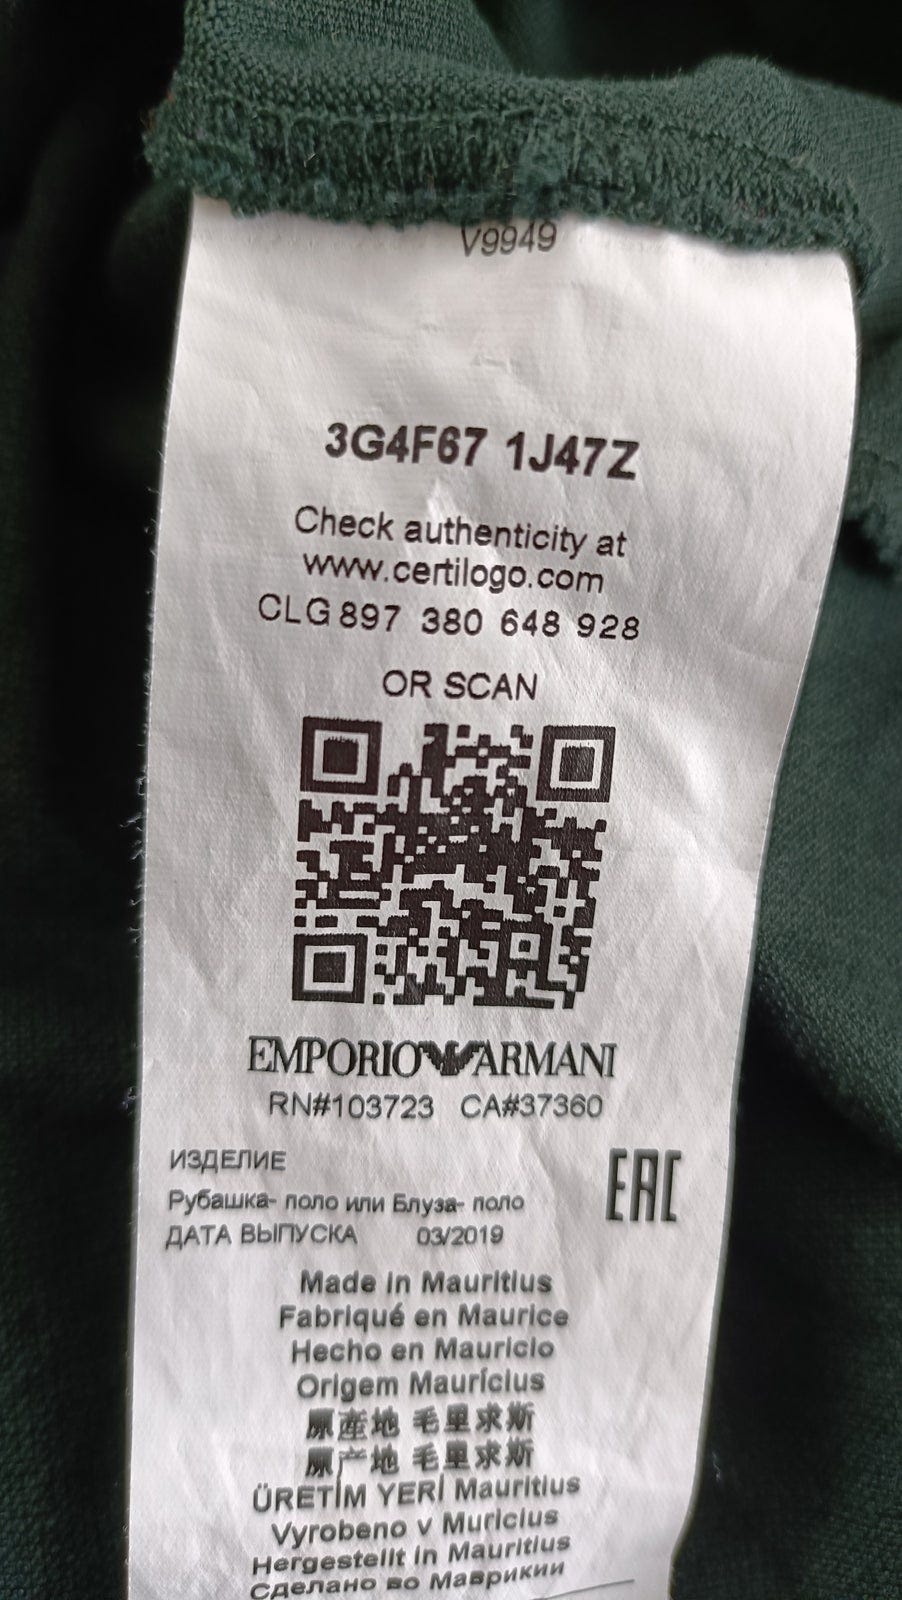 V9949
3G4F67 1J47Z
Check authenticity at
www.certilogo.com
CLG 897 380 648 928
OR SCAN
EMPORIO ARMANI
RN#103723 CA#37360
ИЗДЕЛИЕ
Рубашка- поло или Блуза- поло
ДАТА ВЫПУСКА 03/2019
EAC
Made in Mauritius
Fabriqué en Maurice
Hecho en Mauricio
Origem Maurícius
原產地 毛里求斯
原产地 毛里求斯
ÜRETİM YERİ Mauritius
Vyrobeno v Muricius
Hergestellt in Mauritius
Сделано во Маврикии